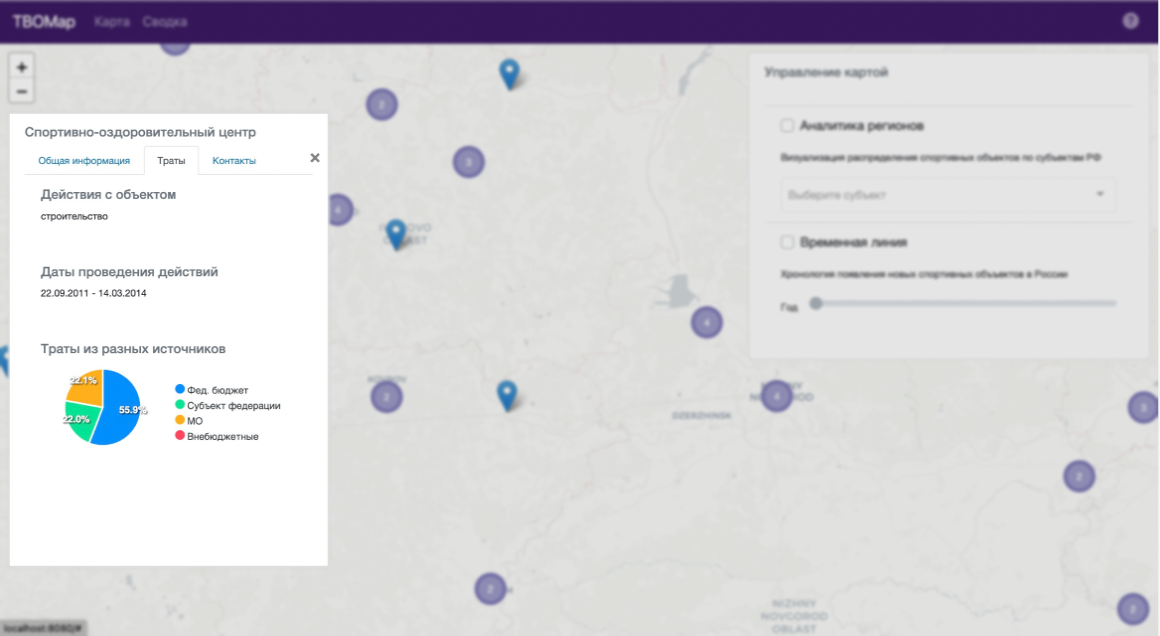 ТВОМар Карта Сводка ?
+
−
Управление картой
Аналитика регионов
Визуализация распределения спортивных объектов по субъектам РФ
Выберите субъект
Временная линия
Хронология появления новых спортивных объектов в России
Год
Спортивно-оздоровительный центр
Общая информация Траты Контакты ×
Действия с объектом
строительство
Даты проведения действий
22.09.2011 - 14.03.2014
Траты из разных источников
22.1%
55.9%
22.0%
Фед. бюджет
Субъект федерации
МО
Внебюджетные
2
3
4
OBLAST
4
2
4
NIZHNY
NOVGOROD
DZERZHINSK
3
2
2
NIZHNY
NOVGOROD
OBLAST
2
localhost:8080/#